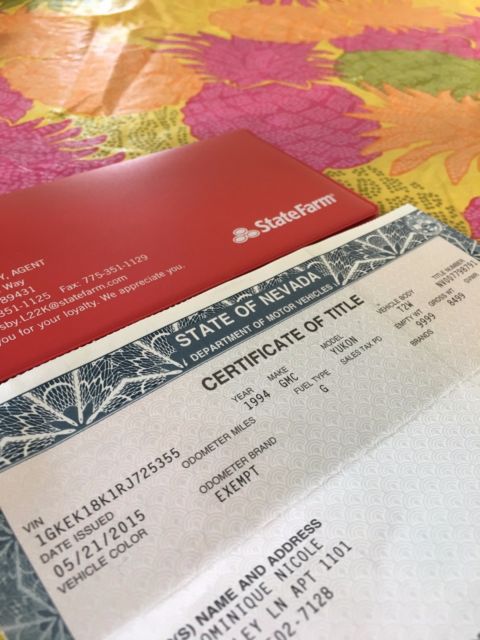 StateFarm
Y, AGENT
Way
89431
351-1125 Fax: 775-351-1129
sby.L22K@statefarm.com
ou for your loyalty. We appreciate you.
STATE OF NEVADA
DEPARTMENT OF MOTOR VEHICLES
CERTIFICATE OF TITLE
VIN YEAR MAKE MODEL VEHICLE BODY TITLE NUMBER
1GKEK18K1RJ725355 1994 GMC YUKON T2W
DATE ISSUED ODOMETER MILES FUEL TYPE SALES TAX PD EMPTY WT GROSS WT GVWR
05/21/2015 G 9999 8499
VEHICLE COLOR ODOMETER BRAND BRANDS
EXEMPT
(S) NAME AND ADDRESS
OMINIQUE NICOLE
LEY LN APT 1101
02-7128